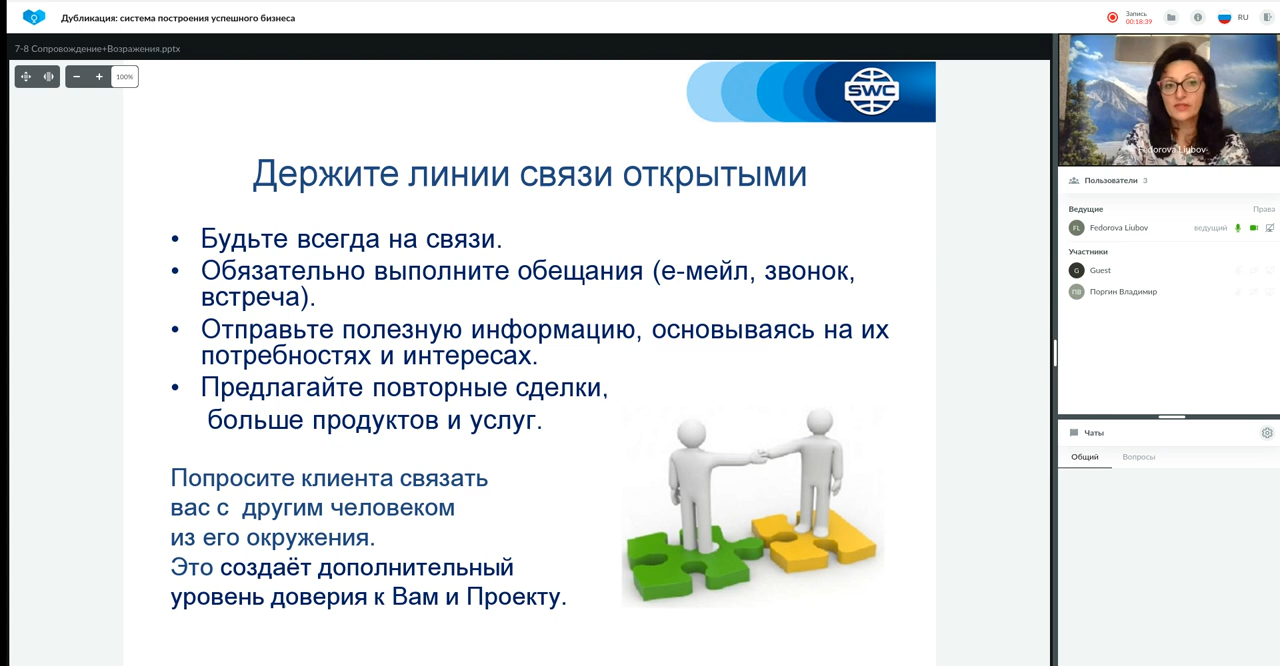 Дубликация: система построения успешного бизнеса
Запись
00:18:39
RU
7-8 Сопровождение+Возражения.pptx
100%
SWC
Держите линии связи открытыми
• Будьте всегда на связи.
• Обязательно выполните обещания (е-мейл, звонок,
встреча).
• Отправьте полезную информацию, основываясь на их
потребностях и интересах.
• Предлагайте повторные сделки,
больше продуктов и услуг.
Попросите клиента связать
вас с другим человеком
из его окружения.
Это создаёт дополнительный
уровень доверия к Вам и Проекту.
Fedorova Liubov
Пользователи 3
Ведущие Права
FL Fedorova Liubov ведущий
Участники
G Guest
ПВ Поргин Владимир
Чаты
Общий Вопросы